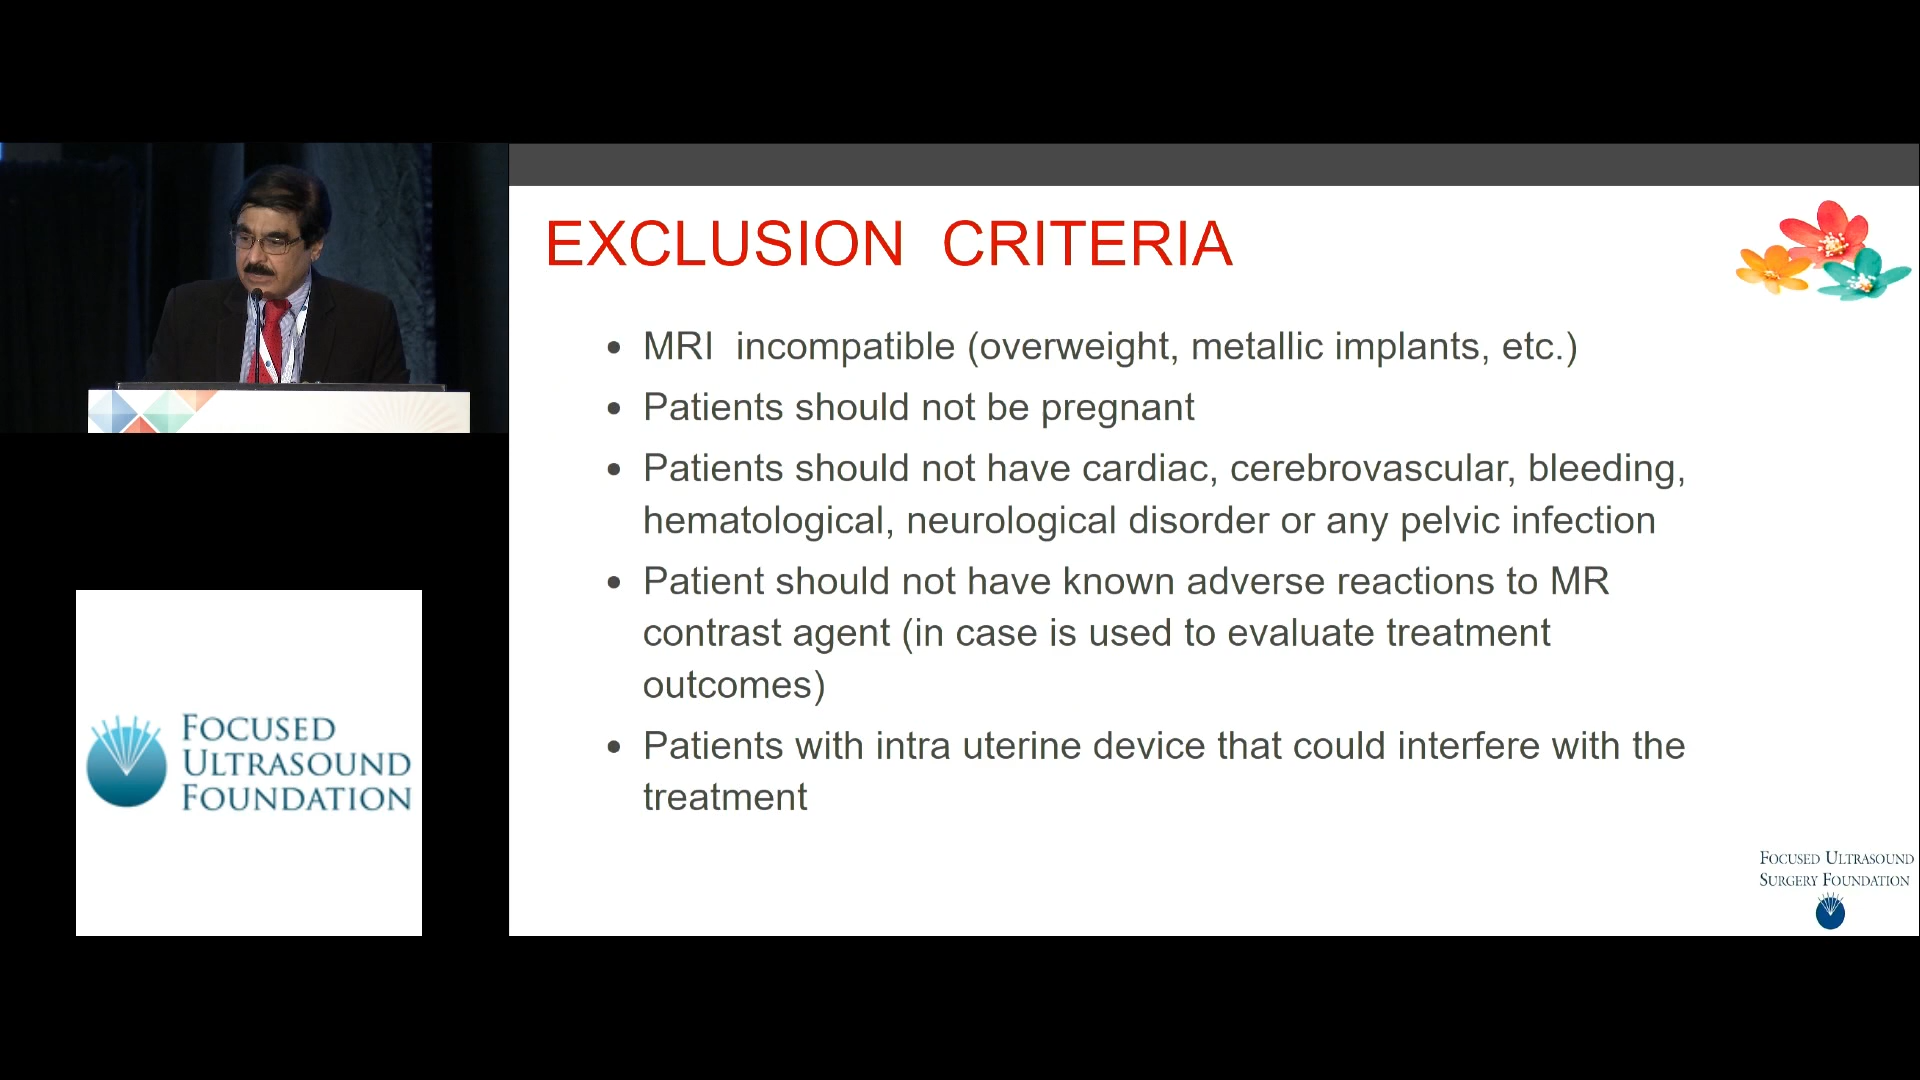 EXCLUSION CRITERIA
• MRI incompatible (overweight, metallic implants, etc.)
• Patients should not be pregnant
• Patients should not have cardiac, cerebrovascular, bleeding,
hematological, neurological disorder or any pelvic infection
• Patient should not have known adverse reactions to MR
contrast agent (in case is used to evaluate treatment
outcomes)
• Patients with intra uterine device that could interfere with the
treatment
FOCUSED
ULTRASOUND
FOUNDATION
FOCUSED ULTRASOUND
SURGERY FOUNDATION